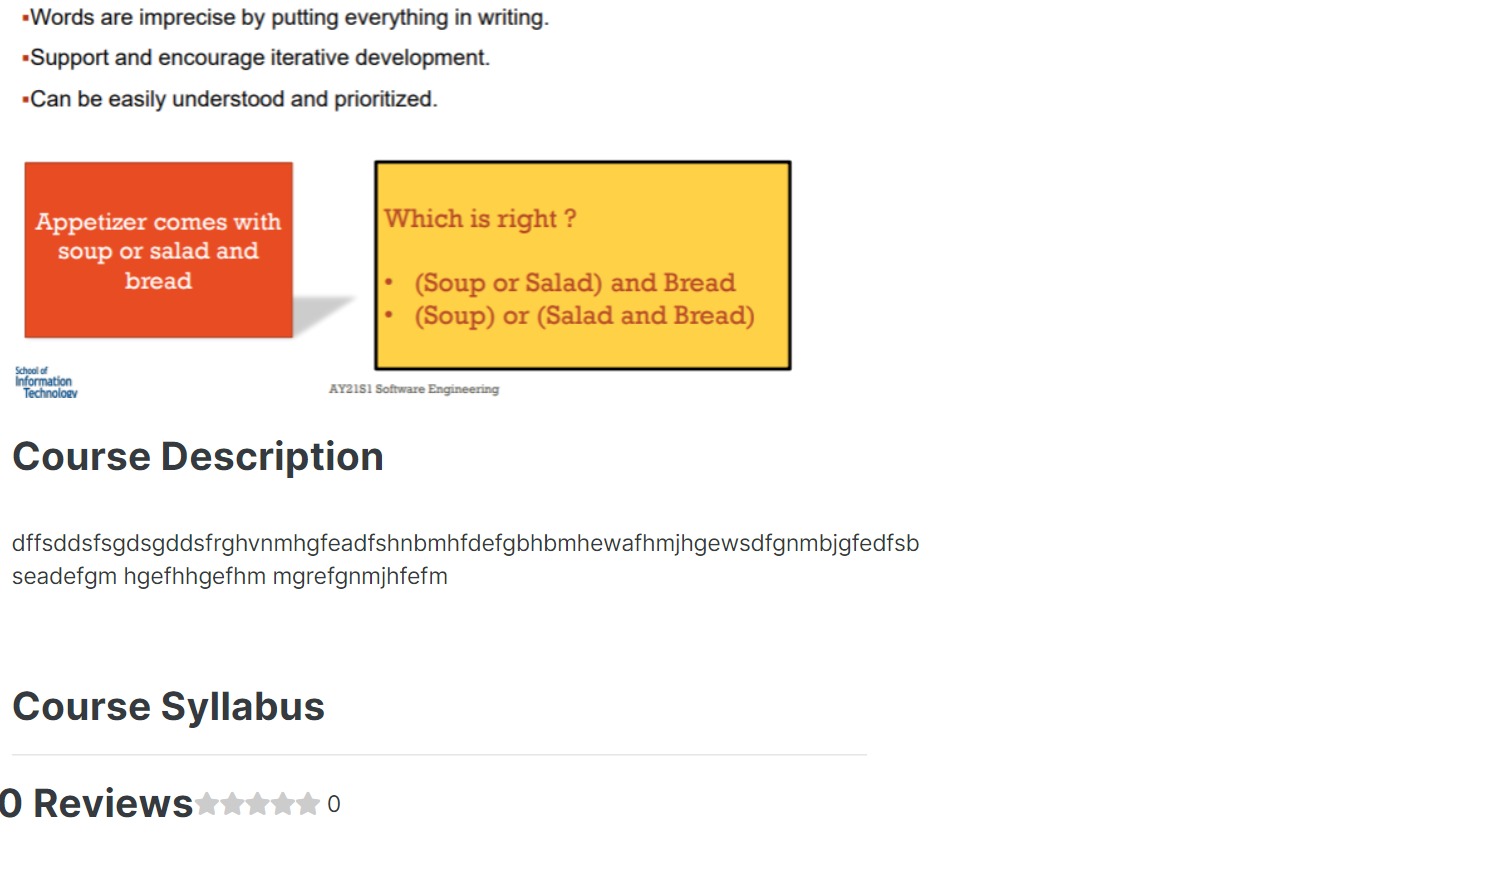 ▪Words are imprecise by putting everything in writing.
▪Support and encourage iterative development.
▪Can be easily understood and prioritized.
Appetizer comes with
soup or salad and
bread
Which is right ?
• (Soup or Salad) and Bread
• (Soup) or (Salad and Bread)
School of
Information
Technology
AY21S1 Software Engineering
Course Description
dffsddsfsgdsgddsfrghvnmhgfeadfshnbmhfdefgbhbmhewafhmjhgewsdfgnmbjgfedfsb
seadefgm hgefhhgefhm mgrefgnmjhfefm
Course Syllabus
0 Reviews 0